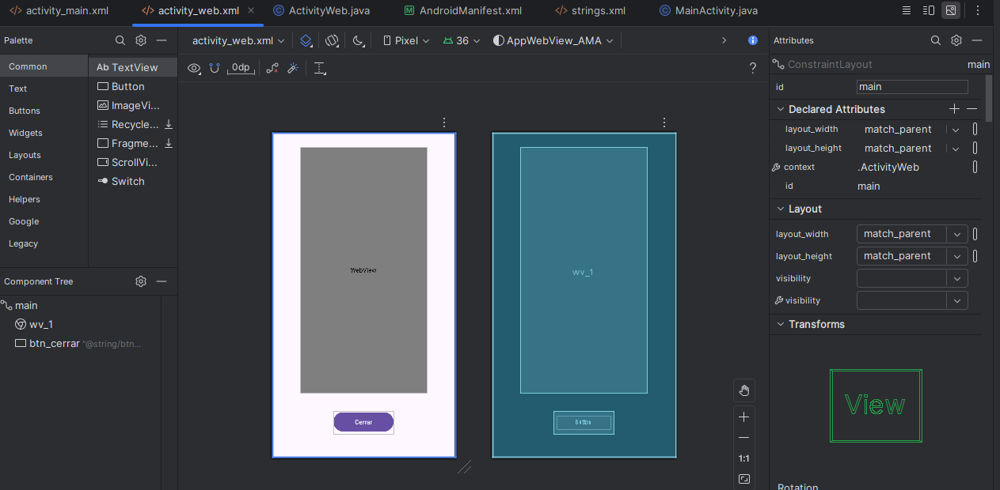 activity_main.xml activity_web.xml ActivityWeb.java AndroidManifest.xml strings.xml MainActivity.java
Palette
activity_web.xml Pixel 36 AppWebView_AMA
Attributes
Common
Text
Buttons
Widgets
Layouts
Containers
Helpers
Google
Legacy
Ab TextView
Button
ImageVi...
Recycle...
Fragme...
ScrollVi...
Switch
0dp
?
ConstraintLayout main
id main
Declared Attributes
layout_width match_parent
layout_height match_parent
context .ActivityWeb
id main
Layout
layout_width match_parent
layout_height match_parent
visibility
visibility
Transforms
View
Rotation
Component Tree
main
wv_1
btn_cerrar "@string/btn...
WebView
Cerrar
wv_1
Button
1:1